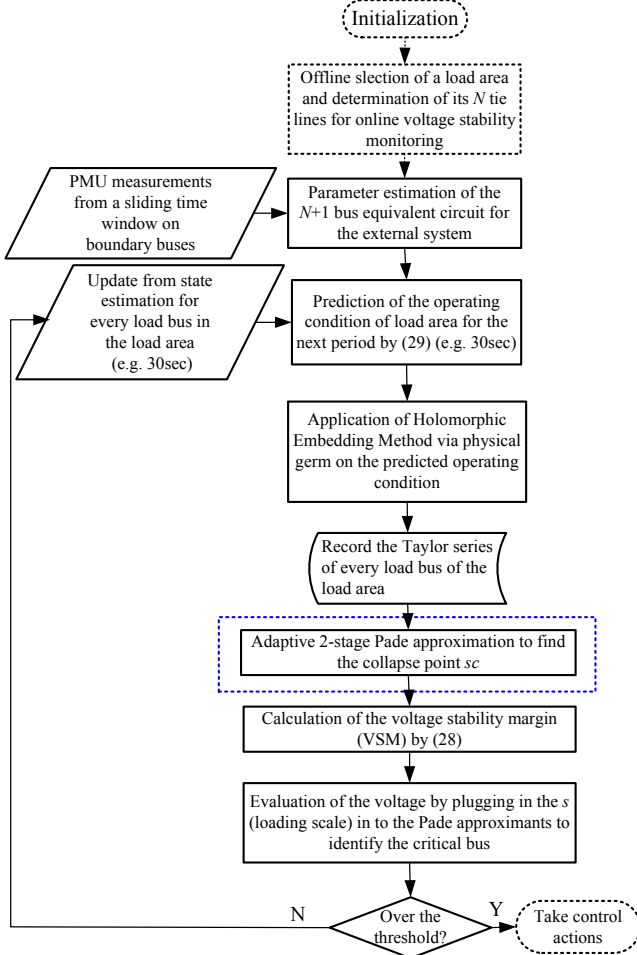 Initialization
Offline slection of a load area
and determination of its N tie
lines for online voltage stability
monitoring
PMU measurements
from a sliding time
window on
boundary buses
Parameter estimation of the
N+1 bus equivalent circuit for
the external system
Update from state
estimation for
every load bus in
the load area
(e.g. 30sec)
Prediction of the operating
condition of load area for the
next period by (29) (e.g. 30sec)
Application of Holomorphic
Embedding Method via physical
germ on the predicted operating
condition
Record the Taylor series
of every load bus of the
load area
Adaptive 2-stage Pade approximation to find
the collapse point sc
Calculation of the voltage stability margin
(VSM) by (28)
Evaluation of the voltage by plugging in the s
(loading scale) in to the Pade approximants to
identify the critical bus
N
Over the
threshold?
Y
Take control
actions